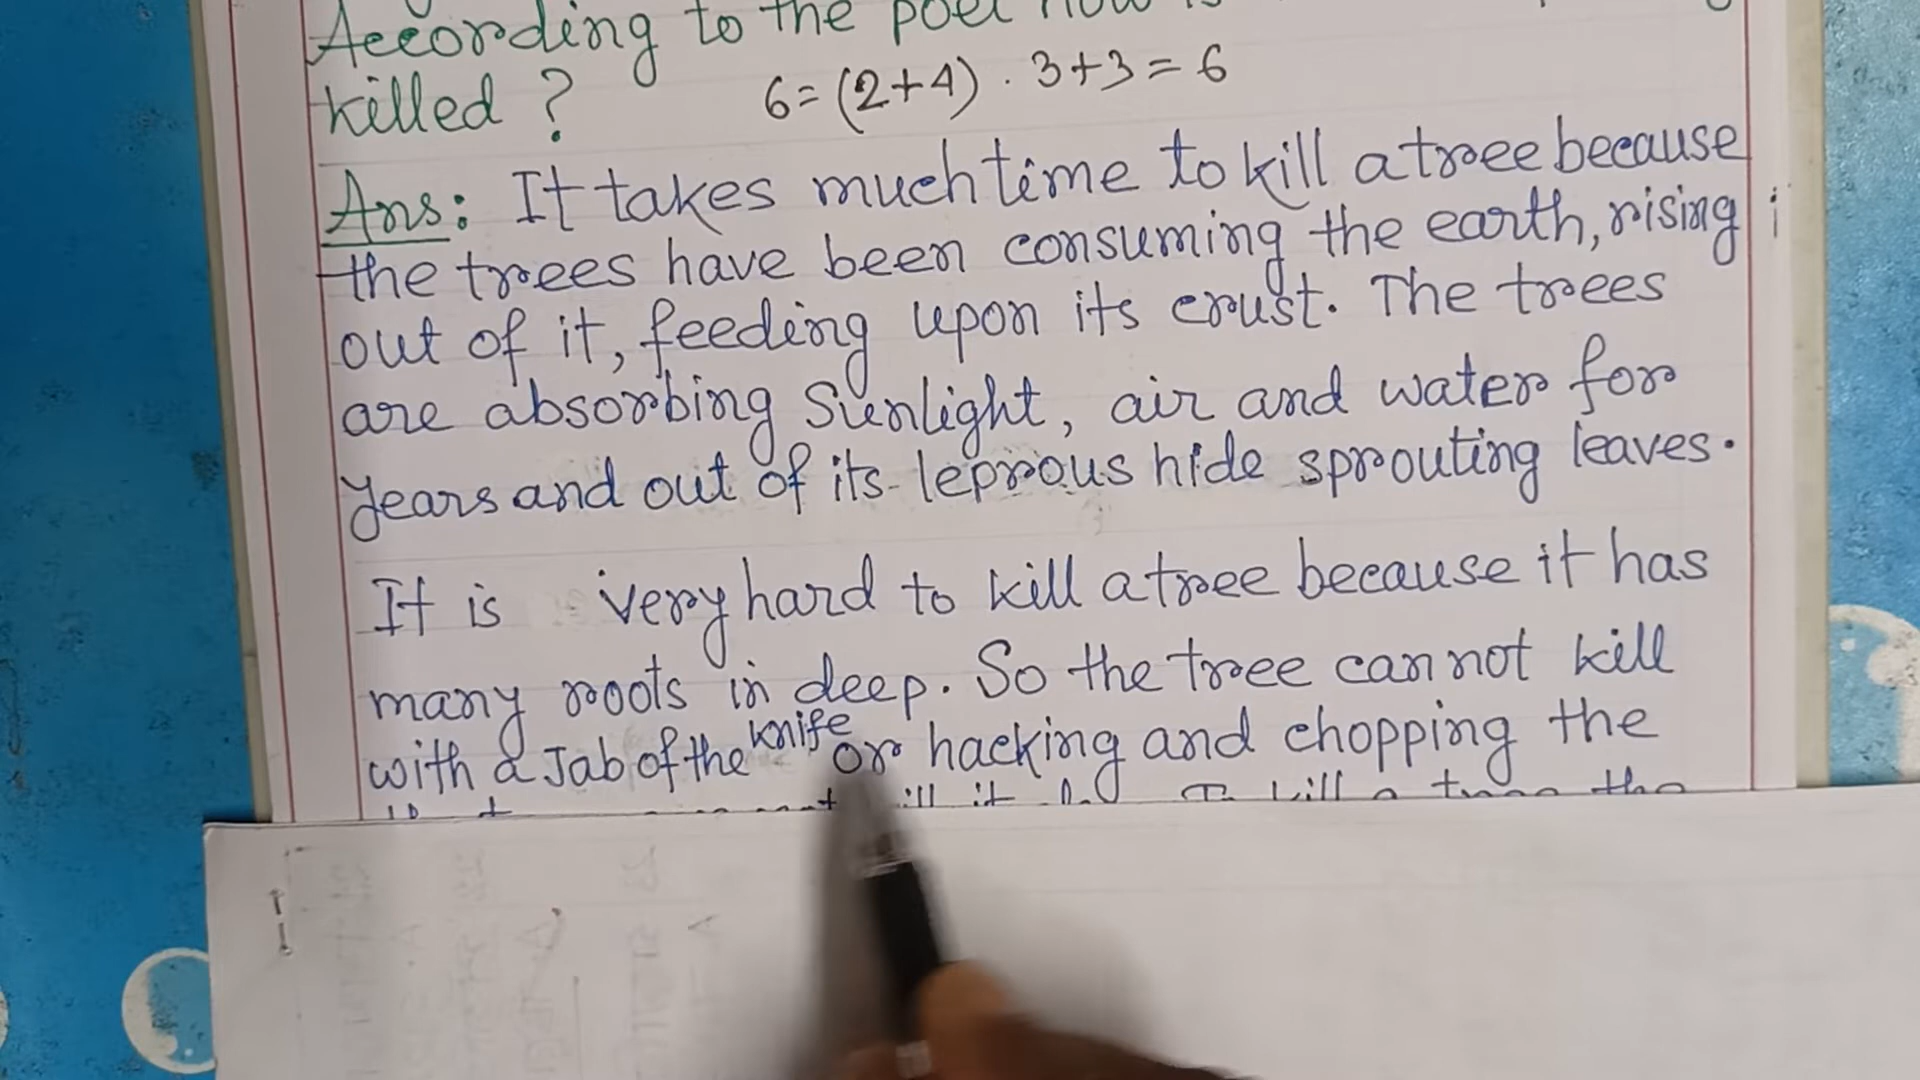 According to the poet how is
killed ?
6 = (2+4) . 3+3 = 6
Ans: It takes much time to kill a tree because
the trees have been consuming the earth, rising
out of it, feeding upon its crust. The trees
are absorbing Sunlight, air and water for
years and out of its leprous hide sprouting leaves.
It is very hard to kill a tree because it has
many roots in deep. So the tree can not kill
with a Jab of the knife or hacking and chopping the